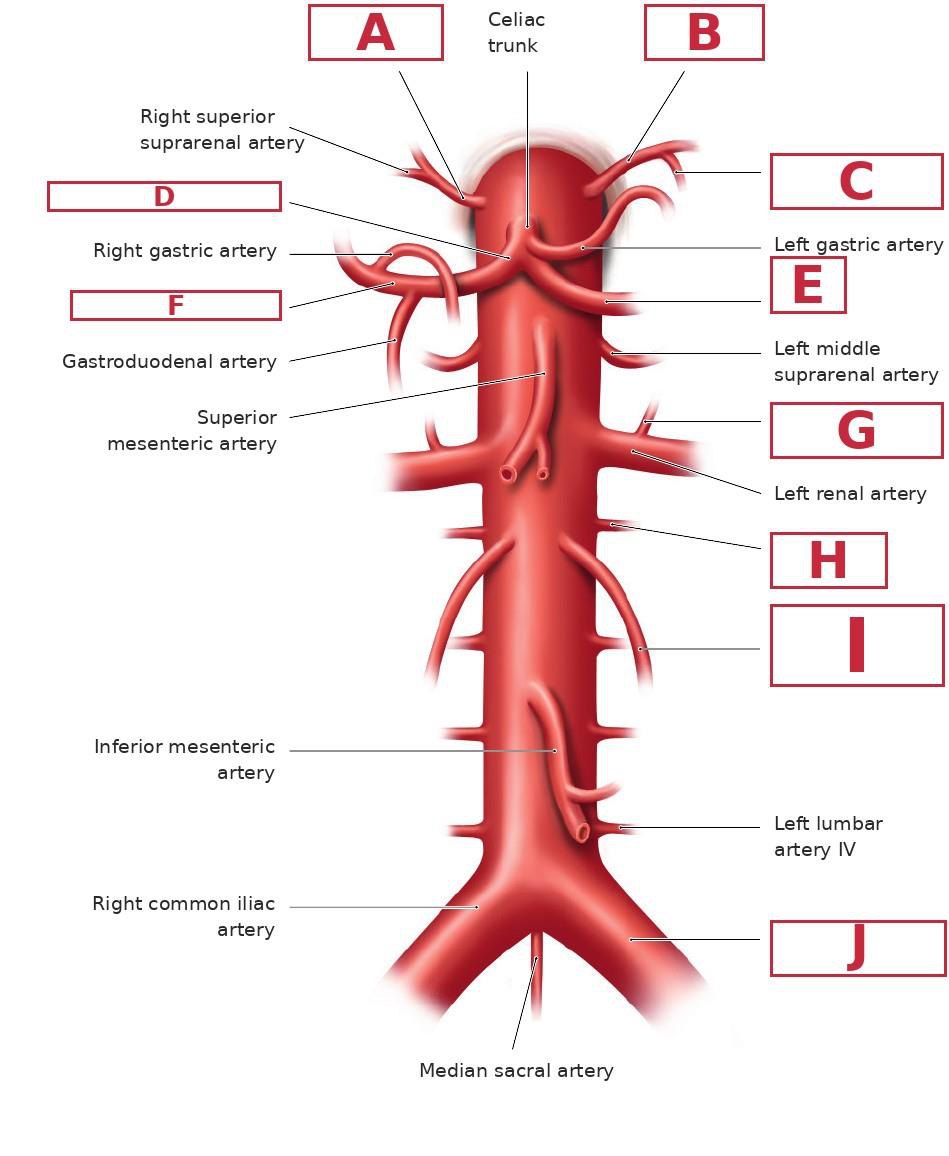 A
Celiac
trunk
B
Right superior
suprarenal artery
C
D
Right gastric artery
Left gastric artery
E
F
Gastroduodenal artery
Left middle
suprarenal artery
Superior
mesenteric artery
G
Left renal artery
H
I
Inferior mesenteric
artery
Left lumbar
artery IV
Right common iliac
artery
J
Median sacral artery